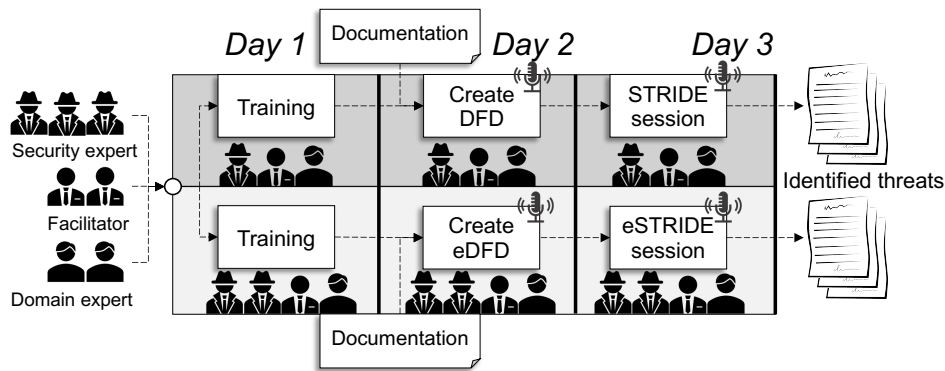 Day 1
Documentation
Day 2
Day 3
Training
Create
DFD
STRIDE
session
Security expert
Facilitator
Domain expert
Identified threats
Training
Create
eDFD
eSTRIDE
session
Documentation